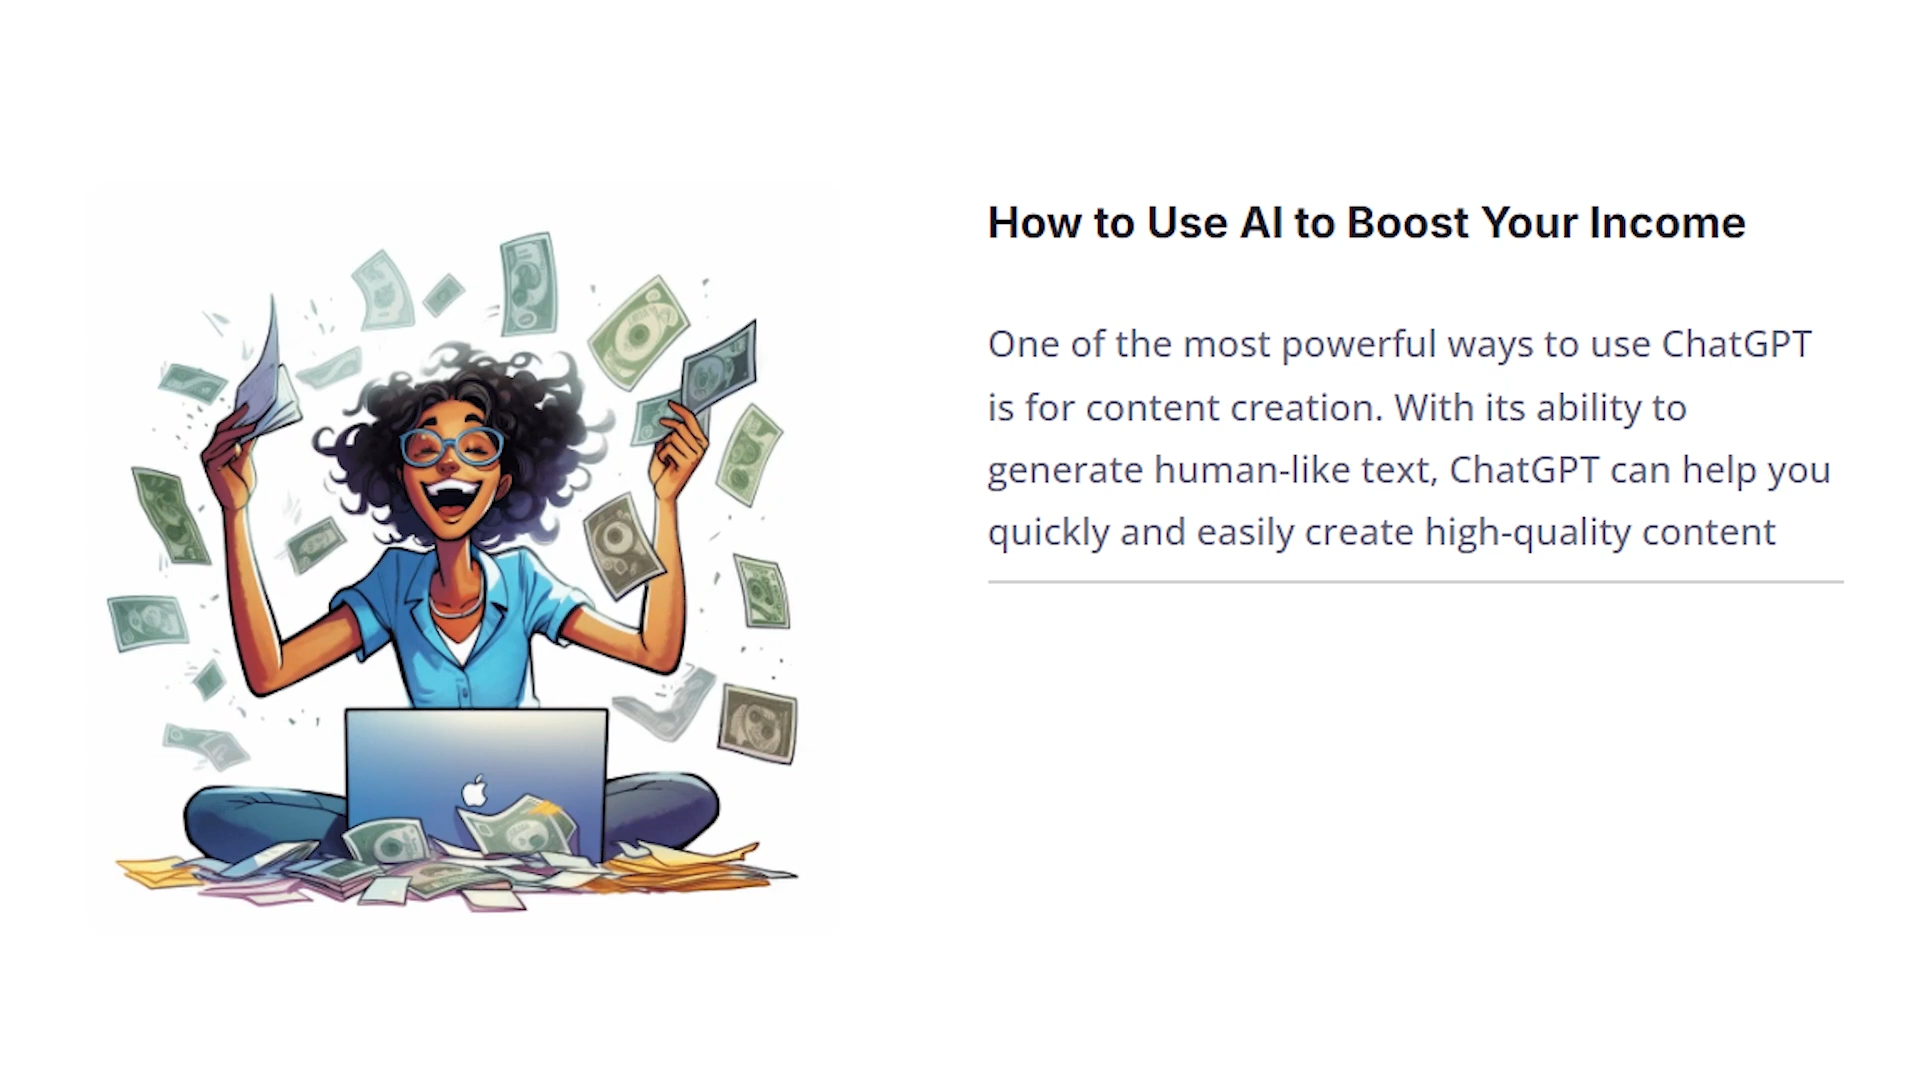 How to Use AI to Boost Your Income
One of the most powerful ways to use ChatGPT
is for content creation. With its ability to
generate human-like text, ChatGPT can help you
quickly and easily create high-quality content